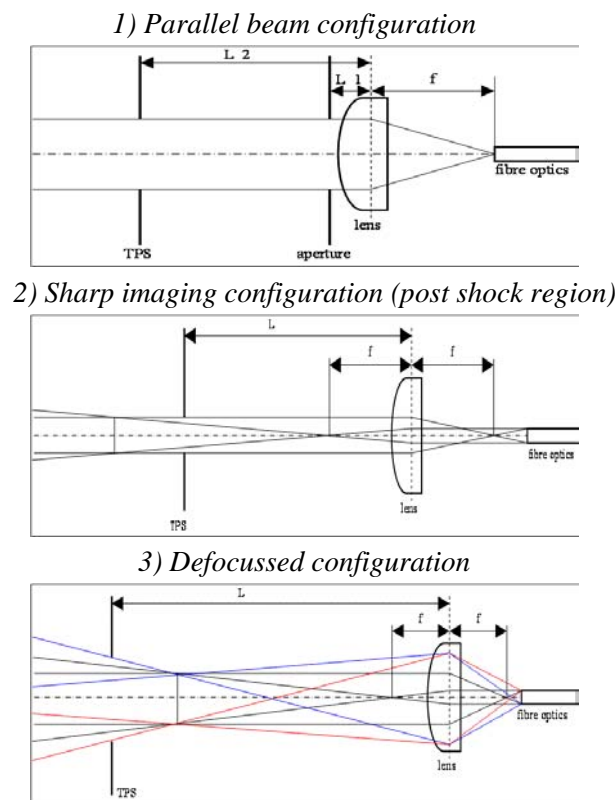 1) Parallel beam configuration
L 2
L 1
f
fibre optics
lens
TPS
aperture
2) Sharp imaging configuration (post shock region)
L
f
f
fibre optics
lens
TPS
3) Defocussed configuration
L
f
f
fibre optics
lens
TPS